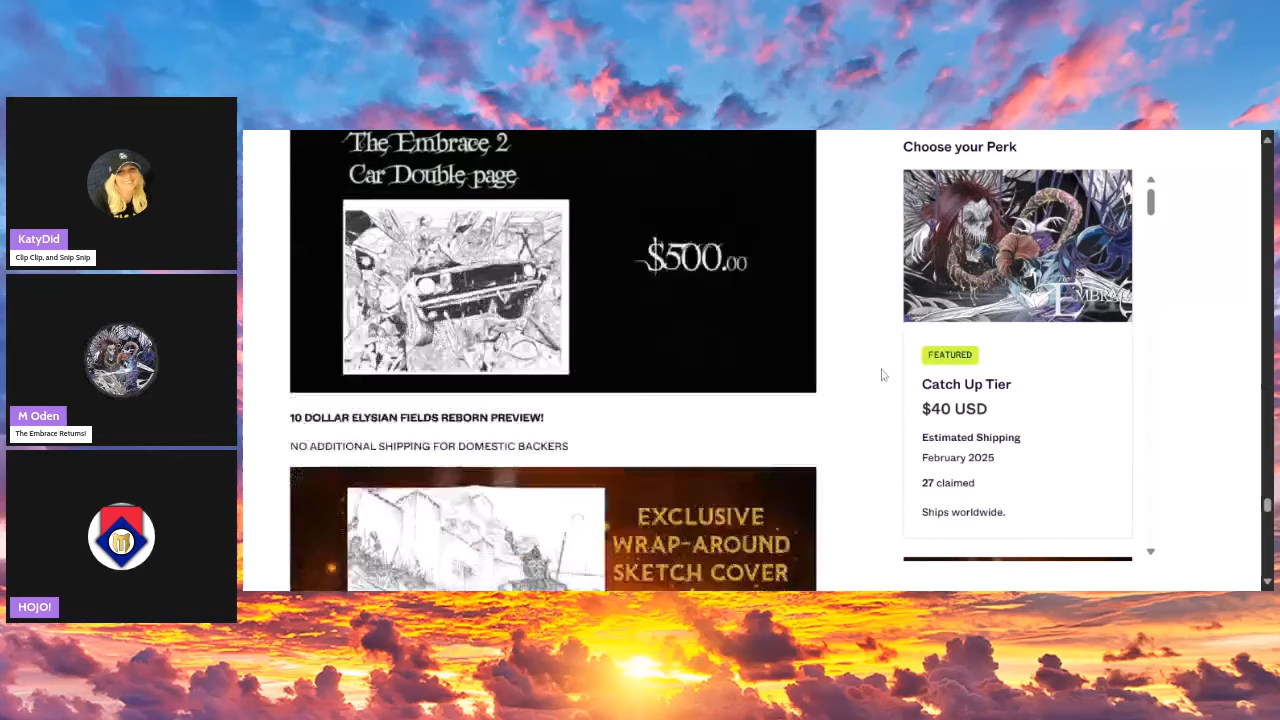 KatyDid
Clip Clip, and Snip Snip
M Oden
The Embrace Returns!
HOJO!
The Embrace 2
Car Double page
$500.00
10 DOLLAR ELYSIAN FIELDS REBORN PREVIEW!
NO ADDITIONAL SHIPPING FOR DOMESTIC BACKERS
EXCLUSIVE
WRAP-AROUND
SKETCH COVER
Choose your Perk
EMBRAC
FEATURED
Catch Up Tier
$40 USD
Estimated Shipping
February 2025
27 claimed
Ships worldwide.